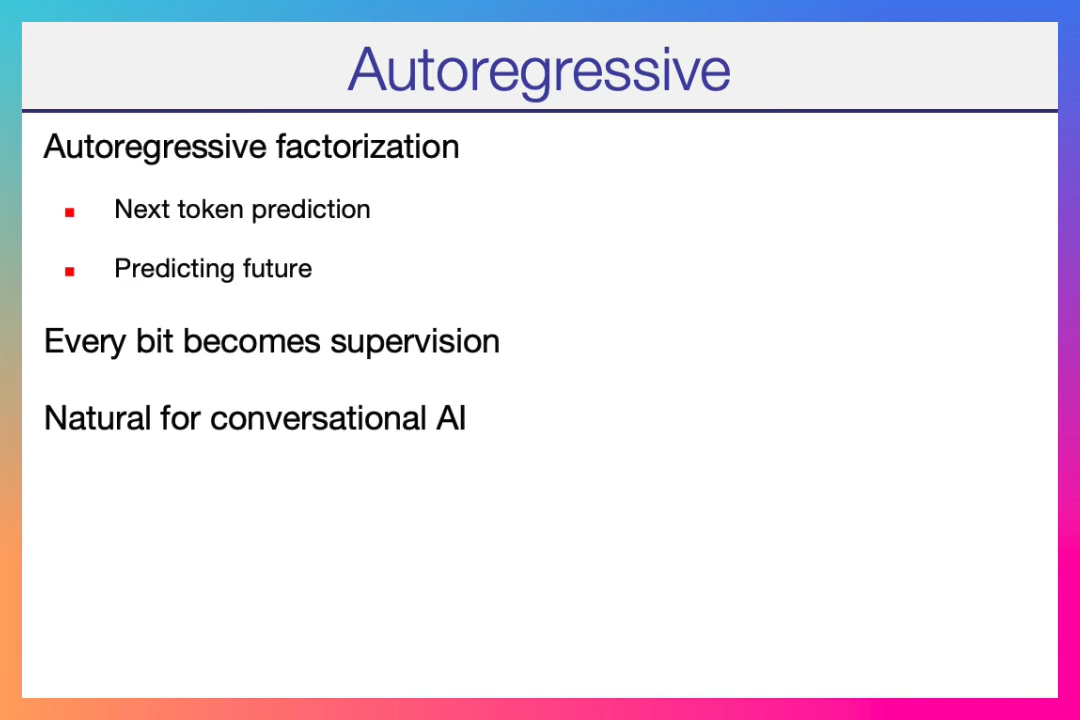 Autoregressive
Autoregressive factorization
Next token prediction
Predicting future
Every bit becomes supervision
Natural for conversational AI